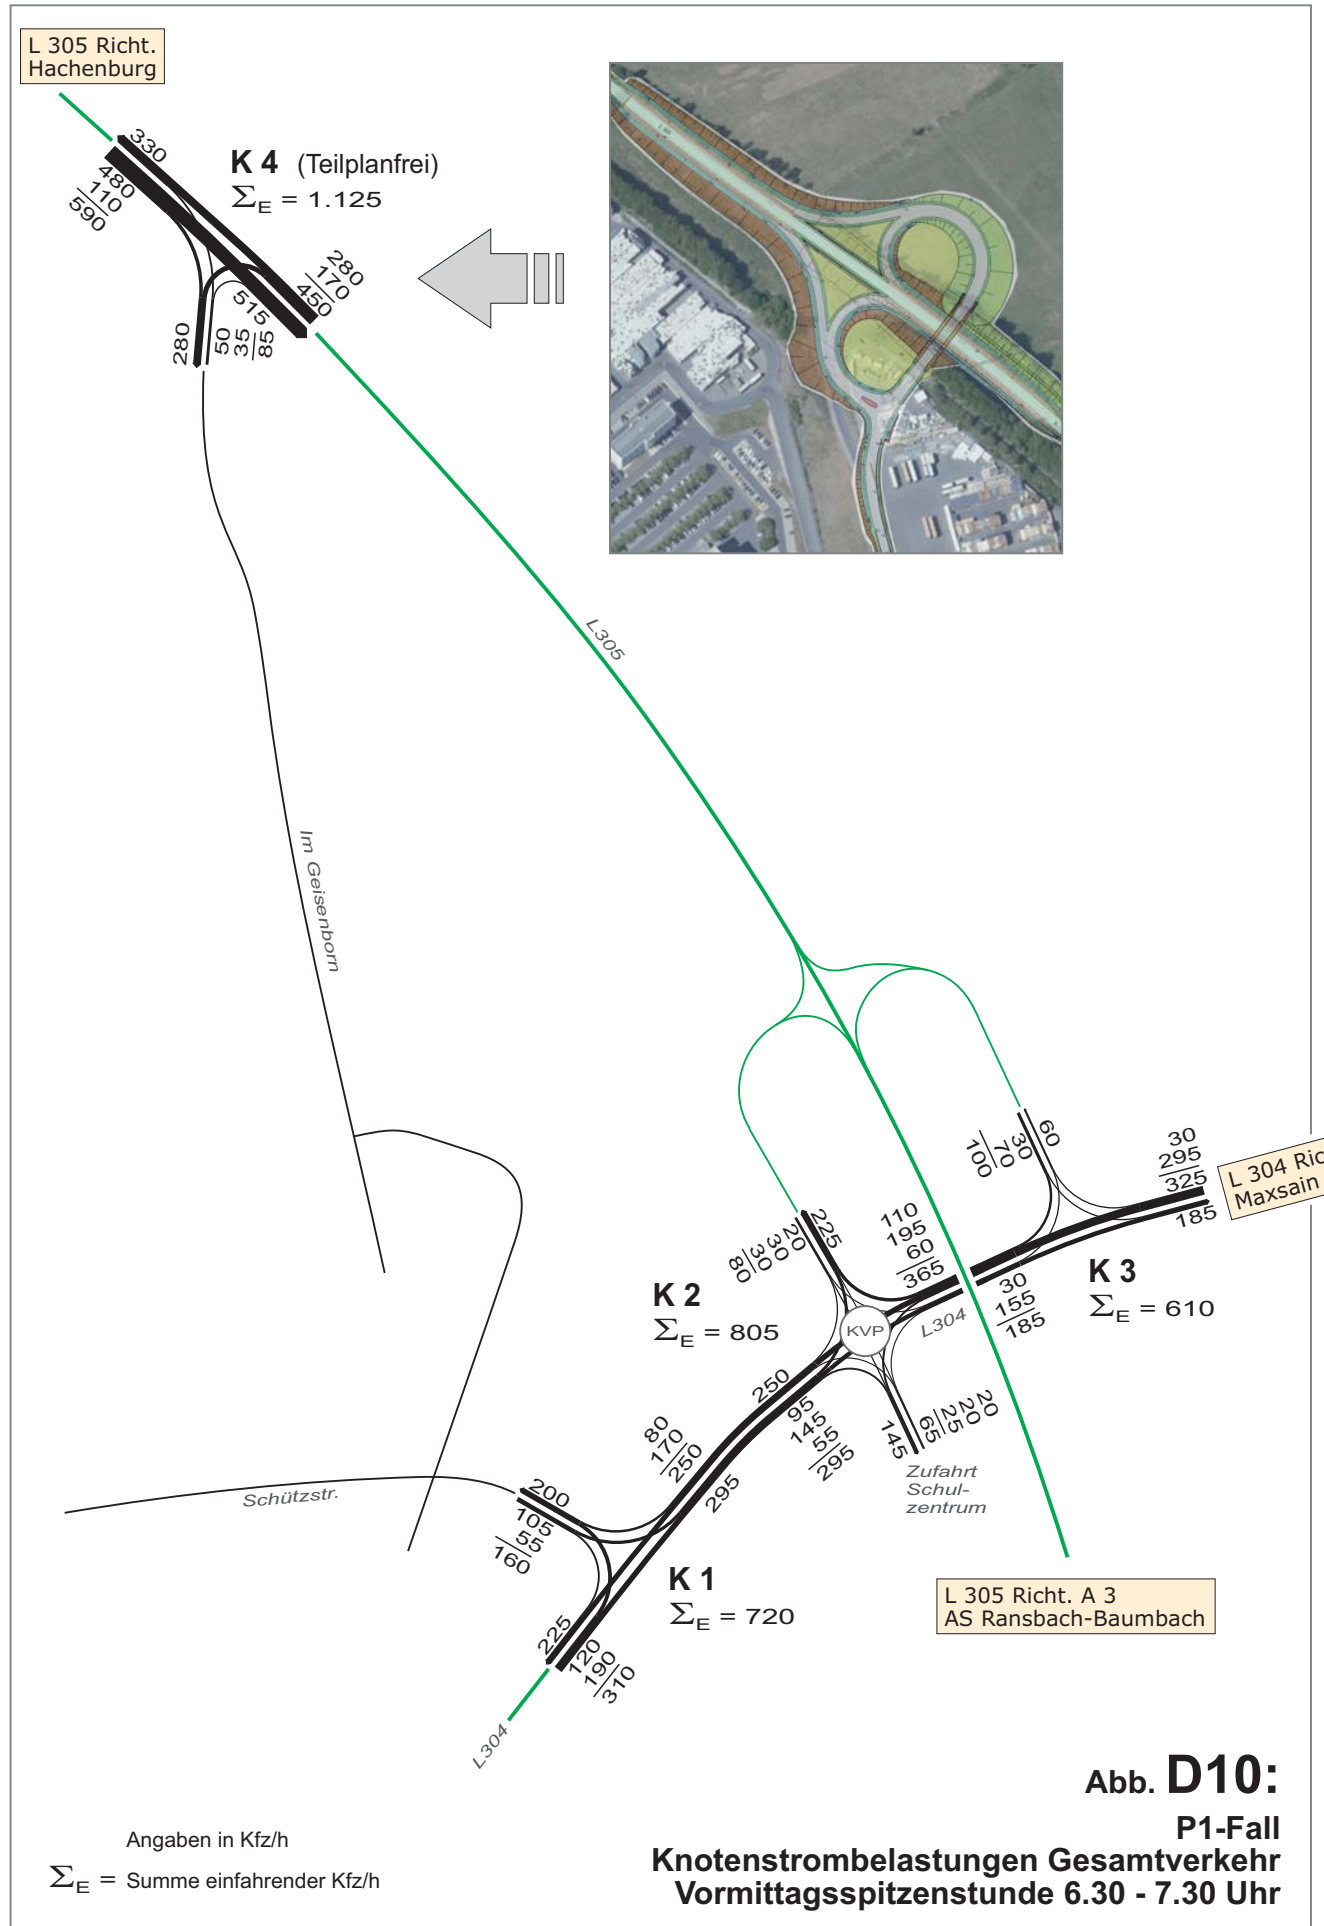 L 305 Richt.
Hachenburg
330
480
110
590
K 4 (Teilplanfrei)
ΣE = 1.125
280
170
450
515
280
50
35
85
L305
Im Geisenborn
60
30
70
100
30
295
325
L 304 Ric
Maxsain
185
K 3
ΣE = 610
30
155
185
110
195
60
365
225
20
30
30
80
K 2
ΣE = 805
KVP
L304
250
95
145
55
295
20
20
25
65
145
Zufahrt
Schul-
zentrum
80
170
250
295
Schützstr.
200
105
55
160
K 1
ΣE = 720
225
120
190
310
L304
L 305 Richt. A 3
AS Ransbach-Baumbach
Abb. D10:
P1-Fall
Knotenstrombelastungen Gesamtverkehr
Vormittagsspitzenstunde 6.30 - 7.30 Uhr
Angaben in Kfz/h
ΣE = Summe einfahrender Kfz/h